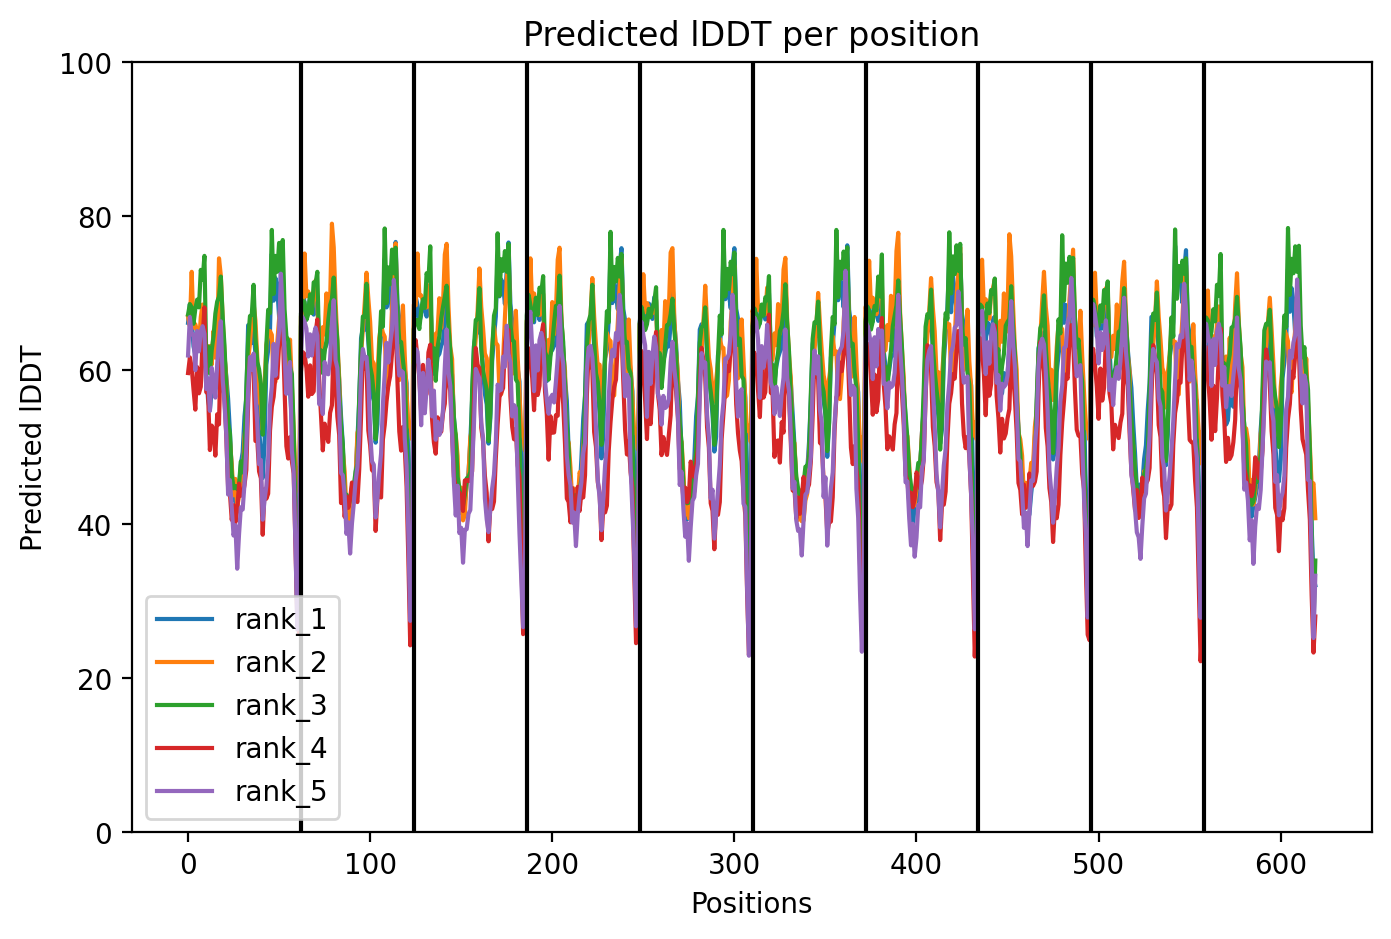 Predicted lDDT per position
Predicted lDDT
100
80
60
40
20
0
rank_1
rank_2
rank_3
rank_4
rank_5
0 100 200 300 400 500 600
Positions